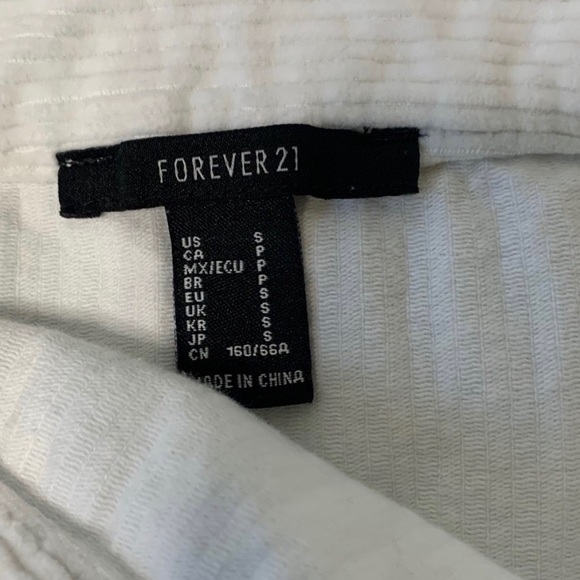 FOREVER 21
US S
CA P
MX/ECU P
BR P
EU S
UK S
KR S
JP S
CN 160/66A
MADE IN CHINA